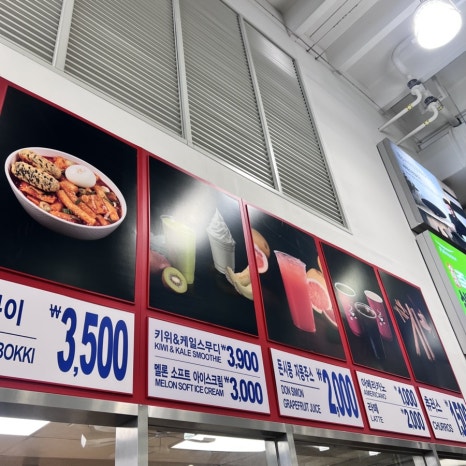 이
BOKKI
₩3,500
키위&케일스무디
KIWI & KALE SMOOTHIE
₩3,900
멜론 소프트 아이스크림
MELON SOFT ICE CREAM
₩3,000
돈시몽 자몽주스
DON SIMON
GRAPEFRUIT JUICE
₩2,000
아메리카노
AMERICANO
라떼
LATTE
₩2,000
츄러스
CHURROS